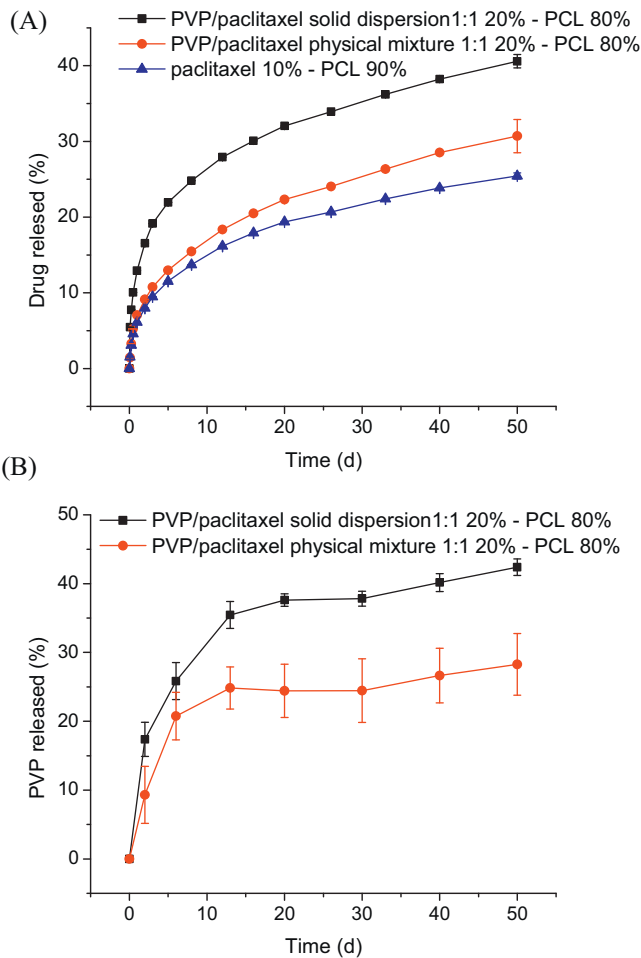 (A)
PVP/paclitaxel solid dispersion1:1 20% - PCL 80%
PVP/paclitaxel physical mixture 1:1 20% - PCL 80%
paclitaxel 10% - PCL 90%
40
30
20
10
0
Drug relesed (%)
0 10 20 30 40 50
Time (d)
(B)
PVP/paclitaxel solid dispersion1:1 20% - PCL 80%
PVP/paclitaxel physical mixture 1:1 20% - PCL 80%
50
40
30
20
10
0
PVP released (%)
0 10 20 30 40 50
Time (d)